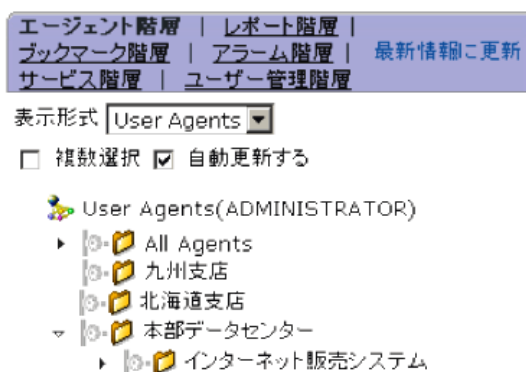 エージェント階層 | レポート階層 |
ブックマーク階層 | アラーム階層 | 最新情報に更新
サービス階層 | ユーザー管理階層
表示形式 User Agents
複数選択 自動更新する
User Agents(ADMINISTRATOR)
All Agents
九州支店
北海道支店
本部データセンター
インターネット販売システム